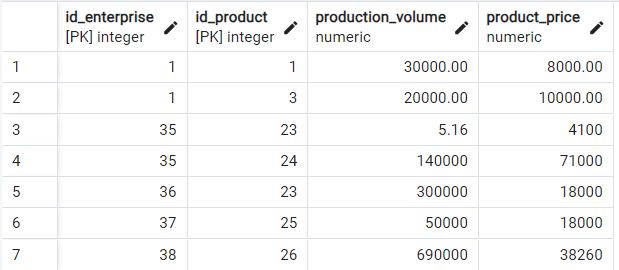 id_enterprise id_product production_volume product_price
[PK] integer [PK] integer numeric numeric
1 1 1 30000.00 8000.00
2 1 3 20000.00 10000.00
3 35 23 5.16 4100
4 35 24 140000 71000
5 36 23 300000 18000
6 37 25 50000 18000
7 38 26 690000 38260